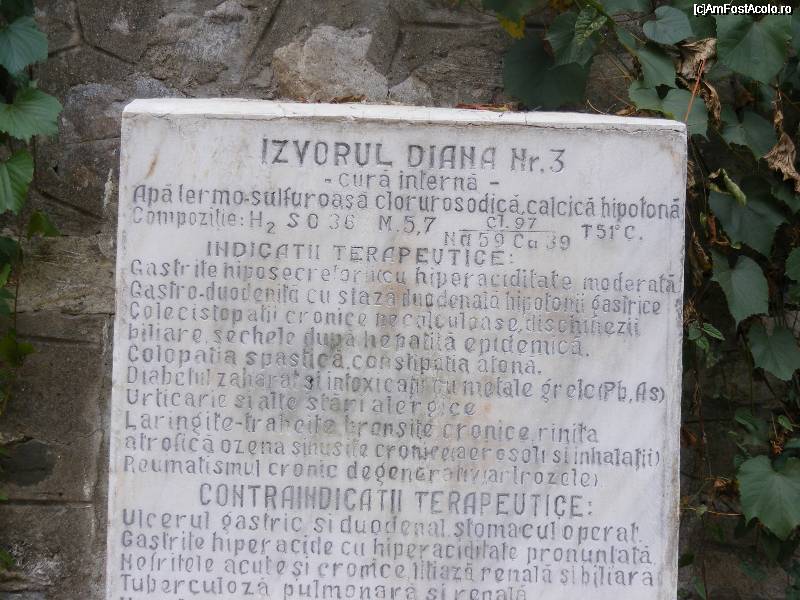 (c)AmFostAcolo.ro
IZVORUL DIANA Nr.3
- cură internă -
Apă termo-sulfuroasă clorurosodică, calcică hipotonă
Compoziție: H2 S 0 36 M 5,7 Cl. 97 T 51°C.
Na 59 Ca 39
INDICAȚII TERAPEUTICE:
Gastrite hiposecretorii cu hiperaciditate moderată
Gastro-duodenita cu stază duodenală hipotonii gastrice
Colecistopatii cronice necalculoase, dischinezii
biliare, sechele după hepatita epidemică.
Colopatia spastică, constipația atonă.
Diabetul zaharat și intoxicații cu metale grele (Pb, As)
Urticarie și alte stări alergice
Laringite-traheite bronșite cronice, rinita
atrofică ozena sinusite cronice (aerosoli și inhalații)
Reumatismul cronic degenerativ (artrozele)
CONTRAINDICAȚII TERAPEUTICE:
Ulcerul gastric și duodenal, stomacul operat.
Gastrite hiperacide cu hiperaciditate pronunțată.
Nefritele acute și cronice, litiază renală și biliară
Tuberculoză pulmonară și renală